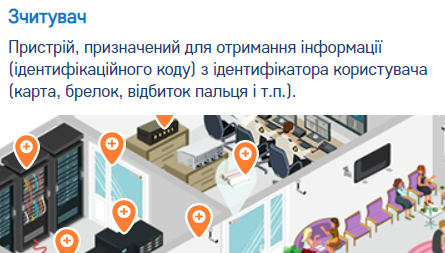 Зчитувач
Пристрій, призначений для отримання інформації
(ідентифікаційного коду) з ідентифікатора користувача
(карта, брелок, відбиток пальця і т.п.).